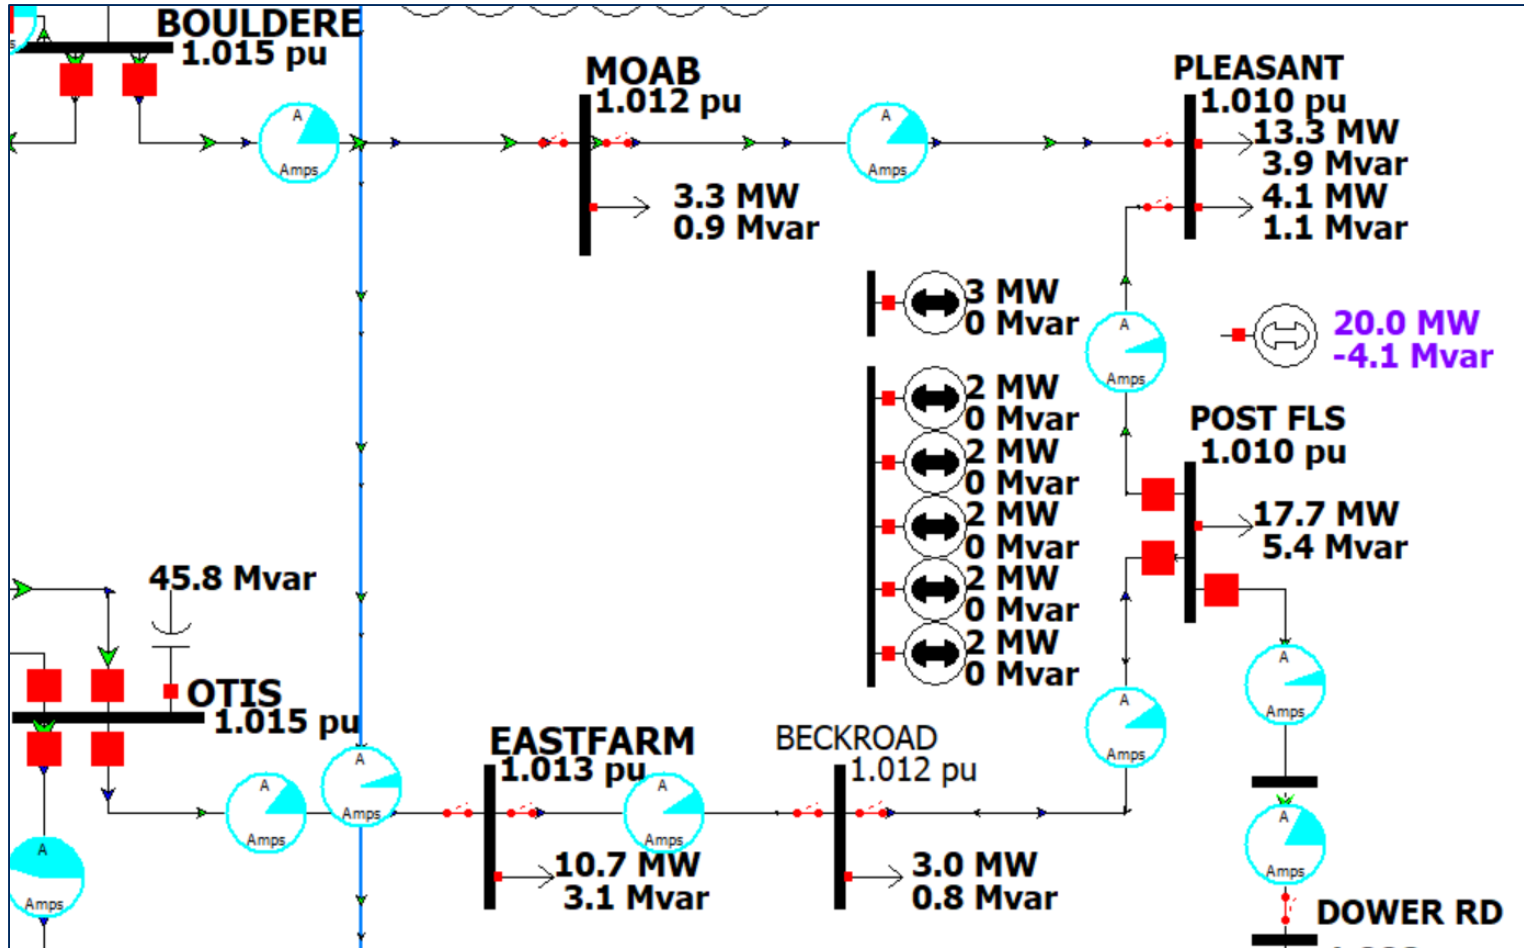 BOULDERE
1.015 pu
A
Amps
MOAB
1.012 pu
3.3 MW
0.9 Mvar
A
Amps
PLEASANT
1.010 pu
13.3 MW
3.9 Mvar
4.1 MW
1.1 Mvar
3 MW
0 Mvar
A
Amps
20.0 MW
-4.1 Mvar
2 MW
0 Mvar
2 MW
0 Mvar
2 MW
0 Mvar
2 MW
0 Mvar
2 MW
0 Mvar
POST FLS
1.010 pu
17.7 MW
5.4 Mvar
45.8 Mvar
OTIS
1.015 pu
A
Amps
A
Amps
A
Amps
A
Amps
EASTFARM
1.013 pu
10.7 MW
3.1 Mvar
A
Amps
BECKROAD
1.012 pu
3.0 MW
0.8 Mvar
A
Amps
A
Amps
DOWER RD